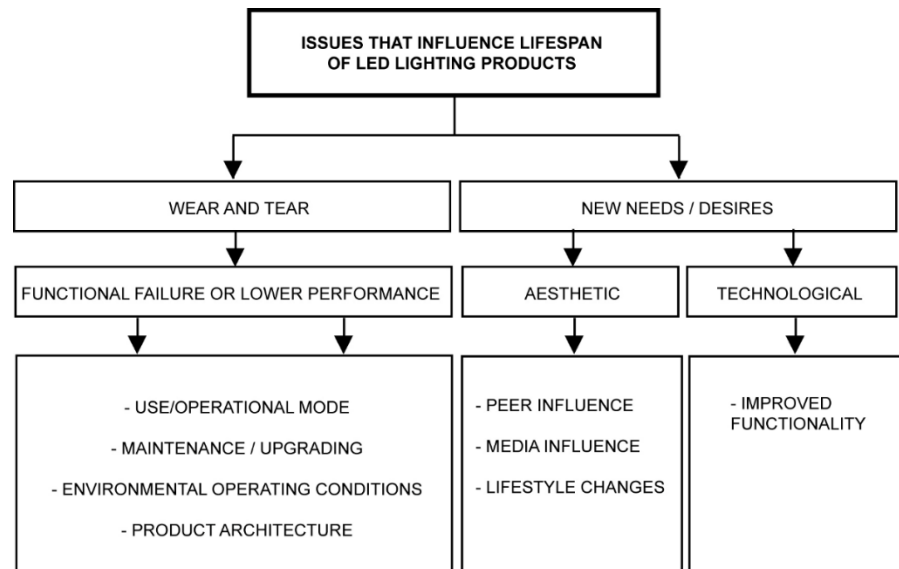 ISSUES THAT INFLUENCE LIFESPAN
OF LED LIGHTING PRODUCTS
WEAR AND TEAR
NEW NEEDS / DESIRES
FUNCTIONAL FAILURE OR LOWER PERFORMANCE
AESTHETIC
TECHNOLOGICAL
- USE/OPERATIONAL MODE
- MAINTENANCE / UPGRADING
- ENVIRONMENTAL OPERATING CONDITIONS
- PRODUCT ARCHITECTURE
- PEER INFLUENCE
- MEDIA INFLUENCE
- LIFESTYLE CHANGES
- IMPROVED
FUNCTIONALITY